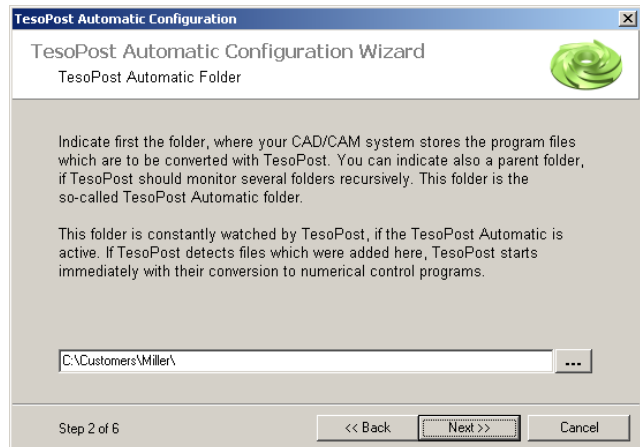 TesoPost Automatic Configuration
TesoPost Automatic Configuration Wizard
TesoPost Automatic Folder
Indicate first the folder, where your CAD/CAM system stores the program files
which are to be converted with TesoPost. You can indicate also a parent folder,
if TesoPost should monitor several folders recursively. This folder is the
so-called TesoPost Automatic folder.
This folder is constantly watched by TesoPost, if the TesoPost Automatic is
active. If TesoPost detects files which were added here, TesoPost starts
immediately with their conversion to numerical control programs.
C:\Customers\Miller\
...
Step 2 of 6
<< Back
Next >>
Cancel